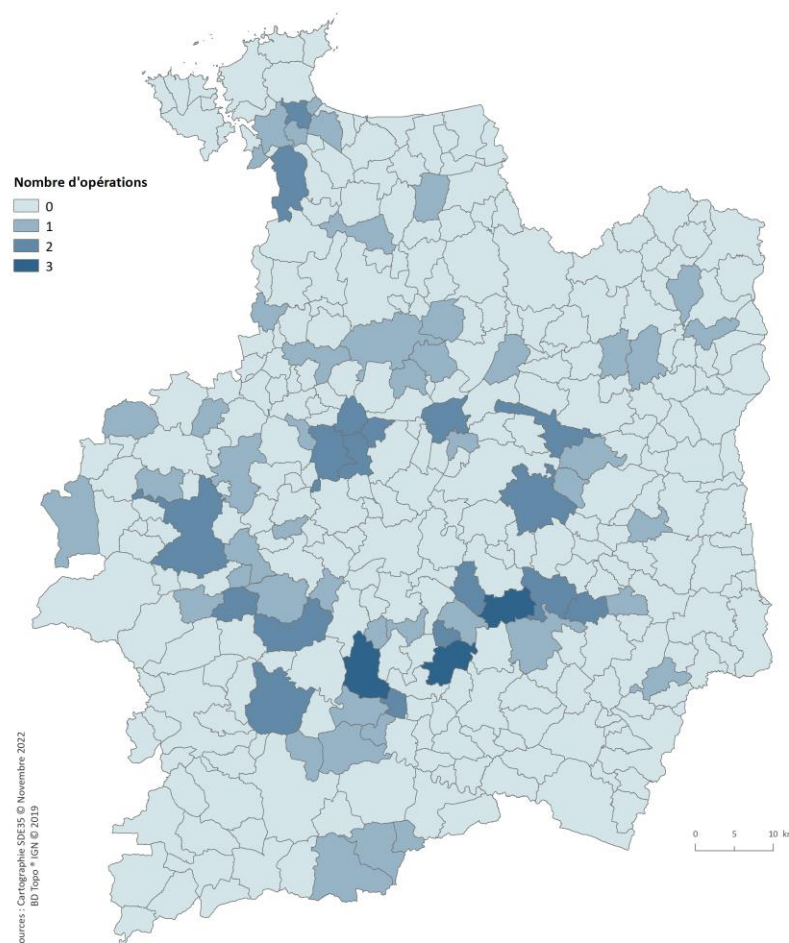 Nombre d'opérations
0
1
2
3
ources : Cartographie SDE35 © Novembre 2022
BD Topo ® IGN © 2019
0 5 10 k